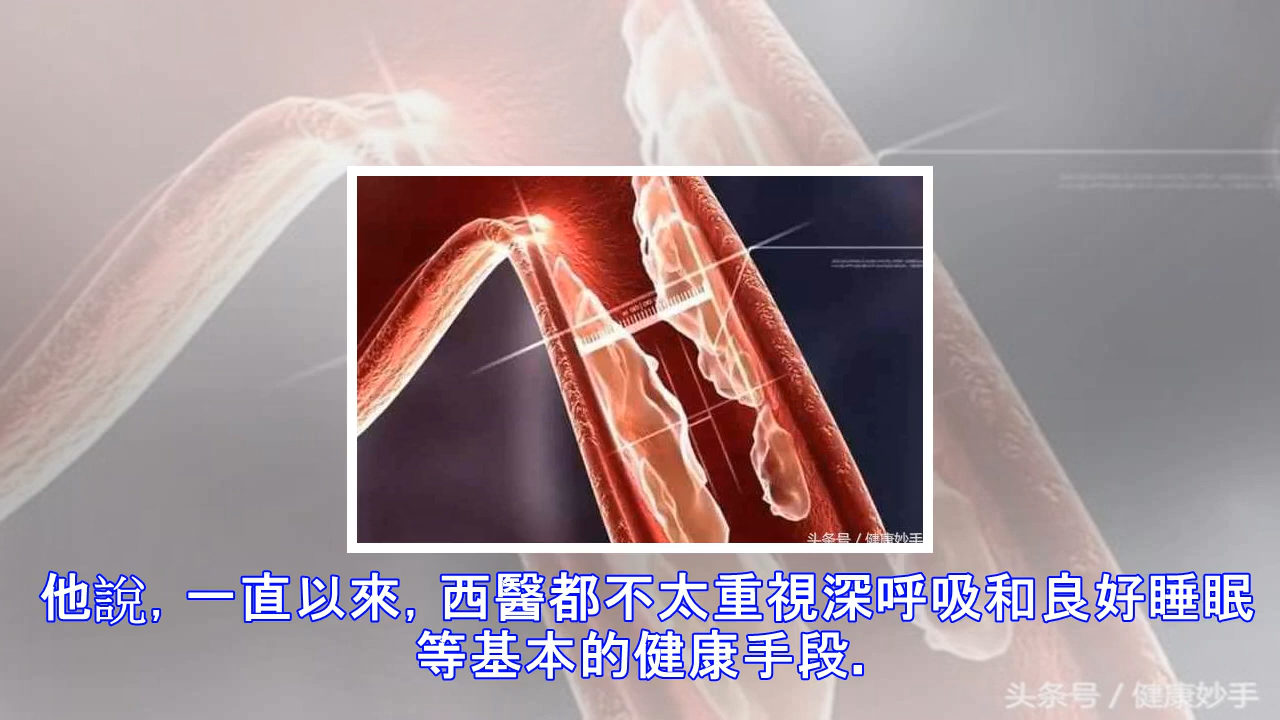 头条号 / 健康妙手
他說, 一直以來, 西醫都不太重視深呼吸和良好睡眠
等基本的健康手段.
头条号 / 健康妙手